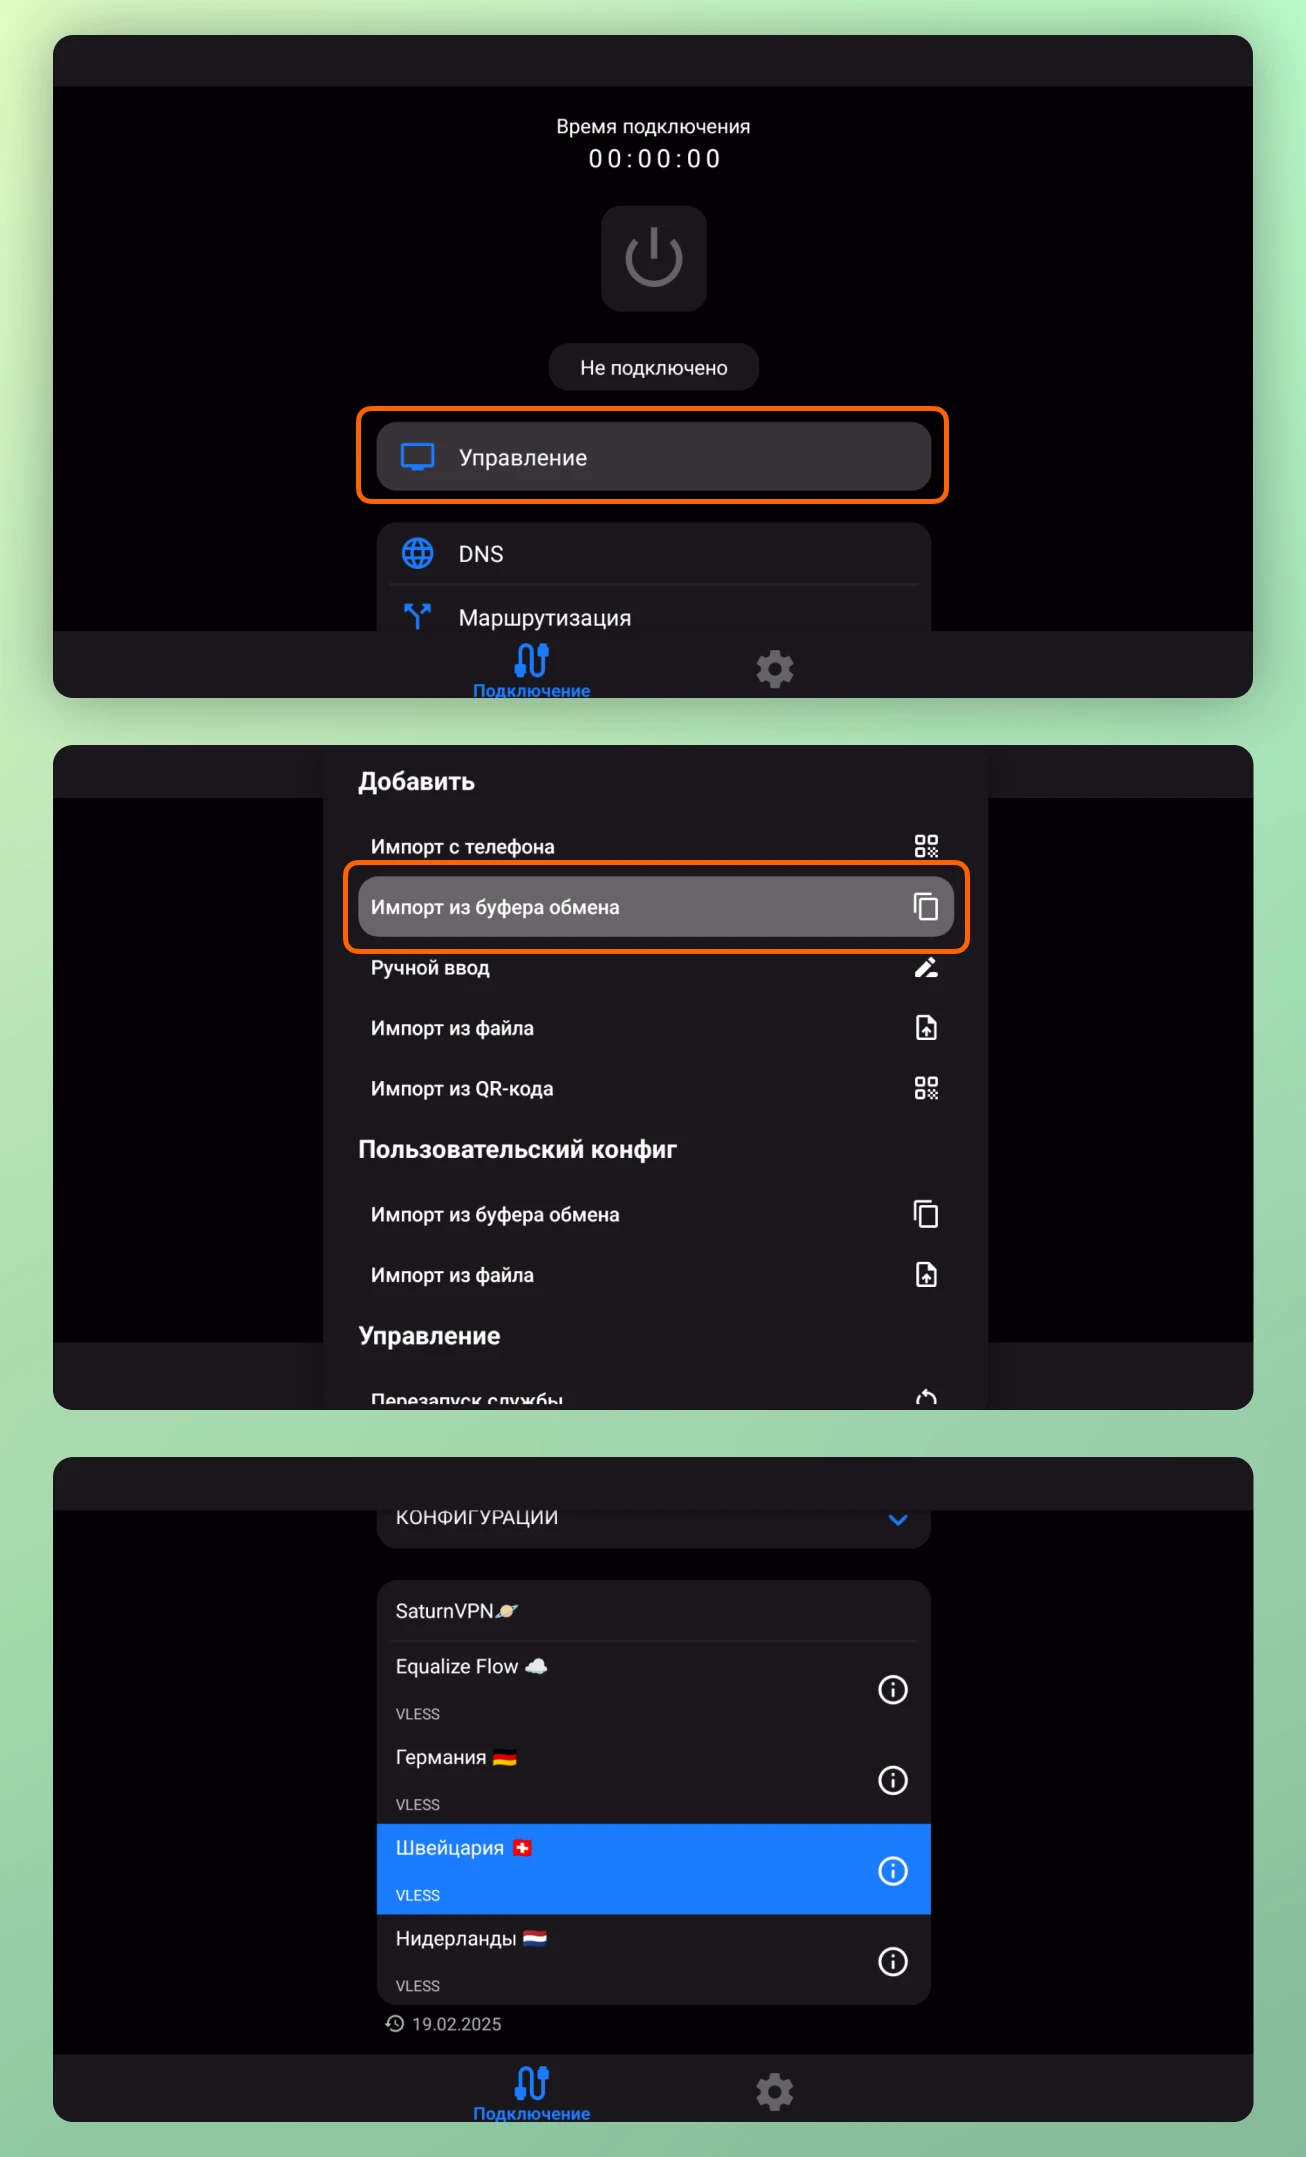 Время подключения
00:00:00
Не подключено
Управление
DNS
Маршрутизация
Подключение
Добавить
Импорт с телефона
Импорт из буфера обмена
Ручной ввод
Импорт из файла
Импорт из QR-кода
Пользовательский конфиг
Импорт из буфера обмена
Импорт из файла
Управление
Перезапуск службы
КОНФИГУРАЦИИ
SaturnVPN🪐
Equalize Flow ☁️
VLESS
Германия 🇩🇪
VLESS
Швейцария 🇨🇭
VLESS
Нидерланды 🇳🇱
VLESS
19.02.2025
Подключение